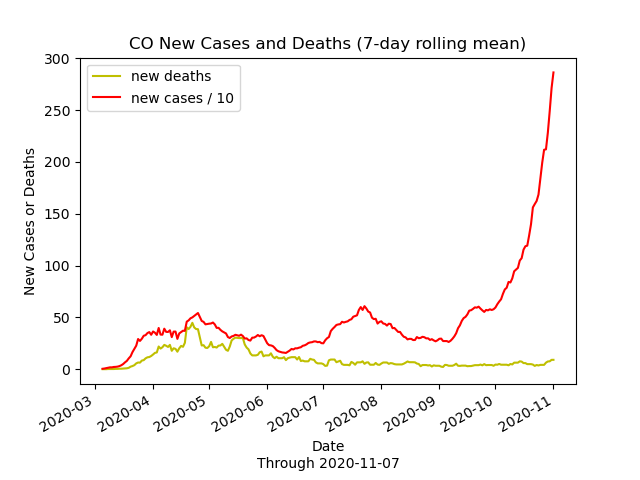 CO New Cases and Deaths (7-day rolling mean)
new deaths
new cases / 10
New Cases or Deaths
300
250
200
150
100
50
0
2020-03
2020-04
2020-05
2020-06
2020-07
2020-08
2020-09
2020-10
2020-11
Date
Through 2020-11-07